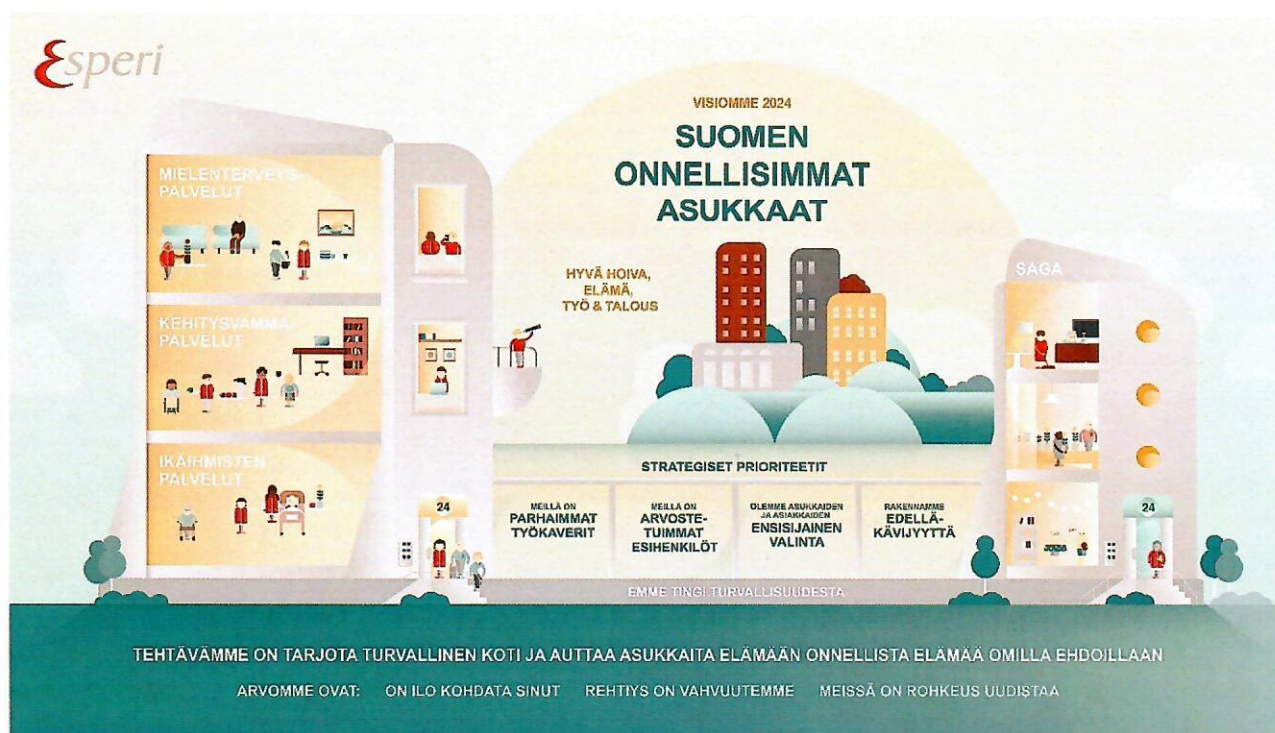 Esperi
VISIOMME 2024
SUOMEN
ONNELLISIMMAT
ASUKKAAT
HYVÄ HOIVA,
ELÄMÄ,
TYÖ & TALOUS
MIELENTERVEYS-
PALVELUT
KEHITYSVAMMA-
PALVELUT
IKÄIHMISTEN
PALVELUT
24
SAGA
24
STRATEGISET PRIORITEETIT
MEILLÄ ON
PARHAIMMAT
TYÖKAVERIT
MEILLÄ ON
ARVOSTE-
TUIMMAT
ESIHENKILÖT
OLEMME ASUKKAIDEN
JA ASIAKKAIDEN
ENSISIJAINEN
VALINTA
RAKENNAMME
EDELLÄ-
KÄVIJYYTTÄ
EMME TINGI TURVALLISUUDESTA
TEHTÄVÄMME ON TARJOTA TURVALLINEN KOTI JA AUTTAA ASUKKAITA ELÄMÄÄN ONNELLISTA ELÄMÄÄ OMILLA EHDOILLAAN
ARVOMME OVAT: ON ILO KOHDATA SINUT REHTIYS ON VAHVUUTEMME MEISSÄ ON ROHKEUS UUDISTAA